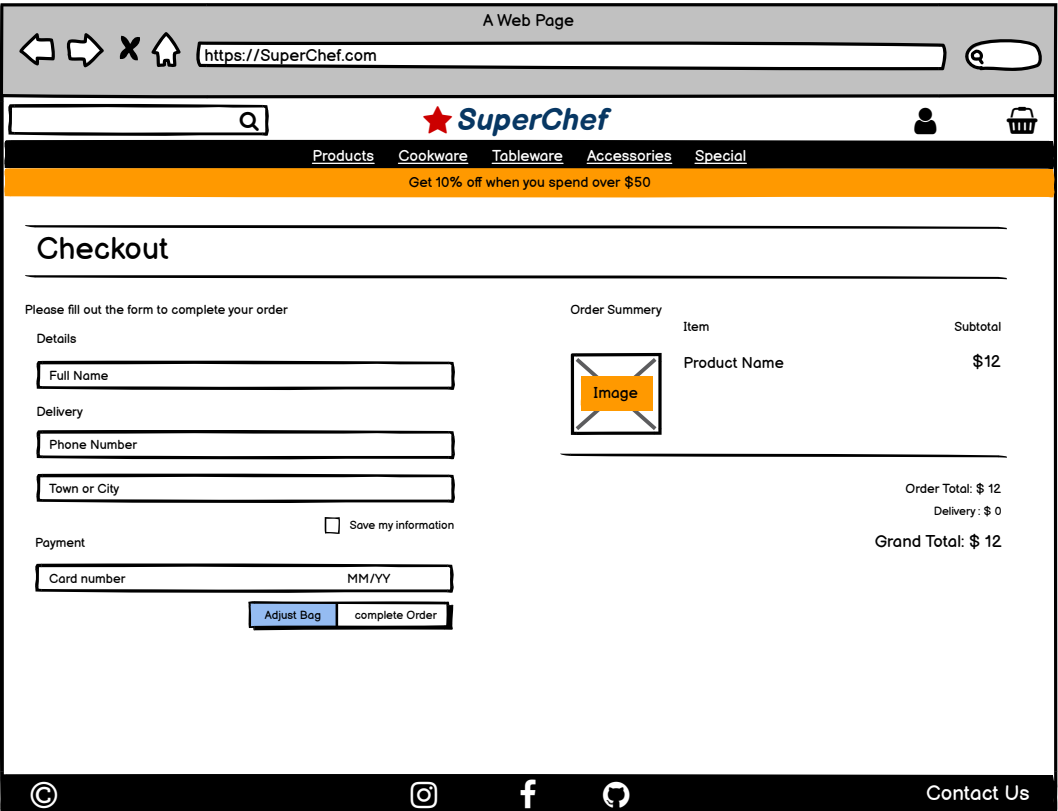 A Web Page
https://SuperChef.com
SuperChef
Products Cookware Tableware Accessories Special
Get 10% off when you spend over $50
Checkout
Please fill out the form to complete your order
Details
Full Name
Delivery
Phone Number
Town or City
Save my information
Payment
Card number MM/YY
Adjust Bag complete Order
Order Summery
Item Subtotal
Product Name $12
Image
Order Total: $ 12
Delivery : $ 0
Grand Total: $ 12
© Contact Us